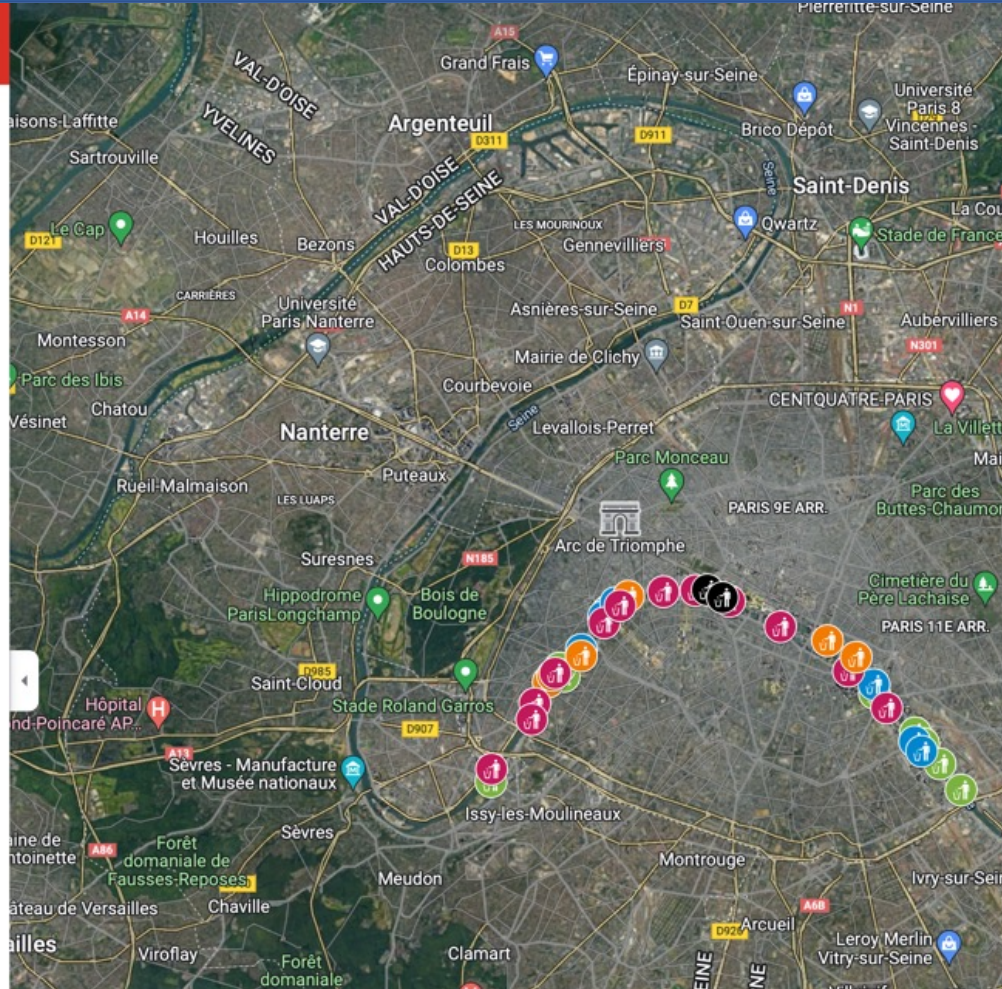 Pierrefitte-sur-Seine
A15
Grand Frais
Épinay-sur-Seine
VAL-D'OISE
YVELINES
Université
Paris 8
Vincennes -
Saint-Denis
aisons-Laffitte
Argenteuil
D311
D911
Brico Dépôt
Sartrouville
VAL-D'OISE
HAUTS-DE-SEINE
Seine
Saint-Denis
La Cou
Le Cap
D121
Houilles
Bezons
LES MOURINOUX
Qwartz
Stade de France
D13
Gennevilliers
Colombes
CARRIÈRES
A14
Université
Paris Nanterre
Asnières-sur-Seine
D7
N1
Saint-Ouen-sur-Seine
Aubervilliers
Montesson
Mairie de Clichy
N301
Parc des Ibis
Courbevoie
CENTQUATRE-PARIS
Vésinet
Chatou
Seine
Levallois-Perret
La Villett
Nanterre
Parc Monceau
Mai
Puteaux
Rueil-Malmaison
LES LUAPS
PARIS 9E ARR.
Parc des
Buttes-Chaumon
Suresnes
N185
Arc de Triomphe
Hippodrome
ParisLongchamp
Bois de
Boulogne
Cimetière du
Père Lachaise
PARIS 11E ARR.
D985
Saint-Cloud
Hôpital
nd-Poincaré AP...
H
Stade Roland Garros
D907
A13
Sèvres - Manufacture
et Musée nationaux
Issy-les-Moulineaux
Sèvres
aine de
ntoinette
A86
Forêt
domaniale de
Fausses-Reposes
Montrouge
Meudon
Ivry-sur-Sein
âteau de Versailles
Chaville
A6B
Arcueil
ailles
Viroflay
Clamart
Leroy Merlin
Vitry-sur-Seine
Forêt
domaniale
EINE
NE